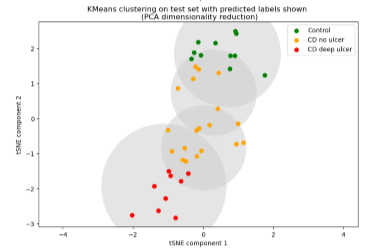 KMeans clustering on test set with predicted labels shown
(PCA dimensionality reduction)
Control
CD no ulcer
CD deep ulcer
tSNE component 2
2
1
0
−1
−2
−3
−4
−2
0
2
4
tSNE component 1